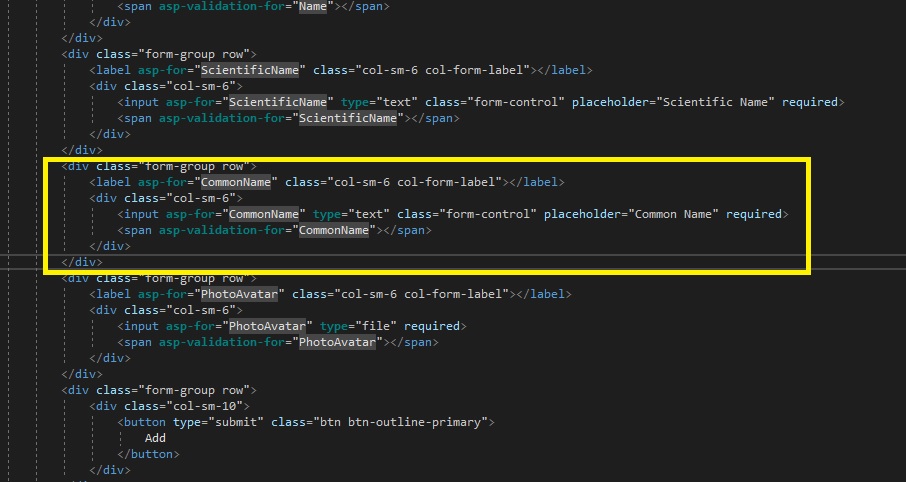 <span asp-validation-for="Name"></span>
</div>
</div>
<div class="form-group row">
<label asp-for="ScientificName" class="col-sm-6 col-form-label"></label>
<div class="col-sm-6">
<input asp-for="ScientificName" type="text" class="form-control" placeholder="Scientific Name" required>
<span asp-validation-for="ScientificName"></span>
</div>
</div>
<div class="form-group row">
<label asp-for="CommonName" class="col-sm-6 col-form-label"></label>
<div class="col-sm-6">
<input asp-for="CommonName" type="text" class="form-control" placeholder="Common Name" required>
<span asp-validation-for="CommonName"></span>
</div>
</div>
<div class="form-group row">
<label asp-for="PhotoAvatar" class="col-sm-6 col-form-label"></label>
<div class="col-sm-6">
<input asp-for="PhotoAvatar" type="file" required>
<span asp-validation-for="PhotoAvatar"></span>
</div>
</div>
<div class="form-group row">
<div class="col-sm-10">
<button type="submit" class="btn btn-outline-primary">
Add
</button>
</div>
</div>